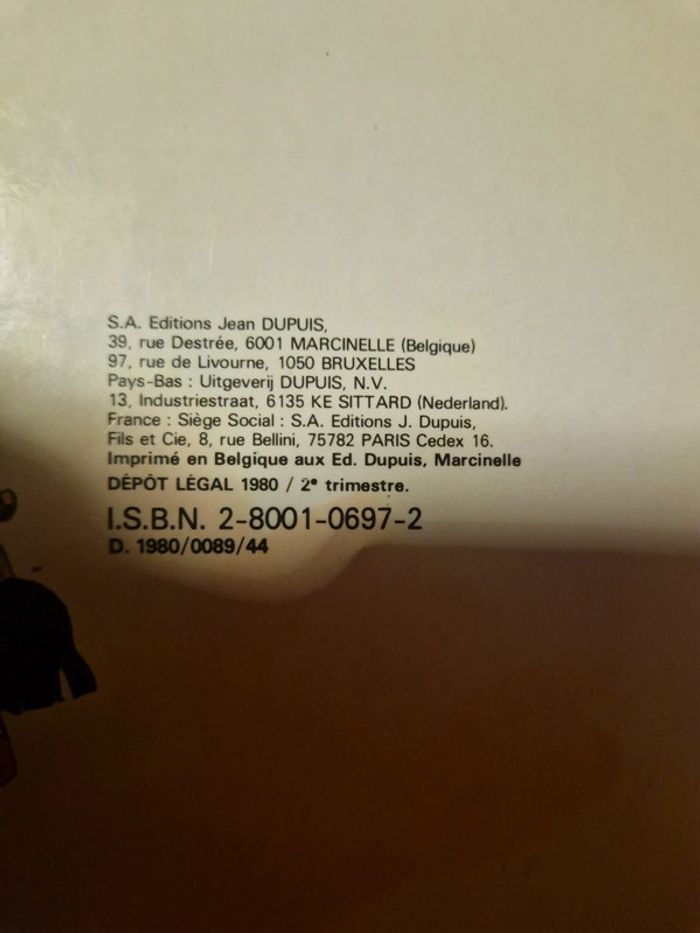 S.A. Editions Jean DUPUIS,
39, rue Destrée, 6001 MARCINELLE (Belgique)
97, rue de Livourne, 1050 BRUXELLES
Pays-Bas : Uitgeverij DUPUIS, N.V.
13, Industriestraat, 6135 KE SITTARD (Nederland).
France : Siège Social : S.A. Editions J. Dupuis,
Fils et Cie, 8, rue Bellini, 75782 PARIS Cedex 16.
Imprimé en Belgique aux Ed. Dupuis, Marcinelle
DÉPÔT LÉGAL 1980 / 2e trimestre.
I.S.B.N. 2-8001-0697-2
D. 1980/0089/44